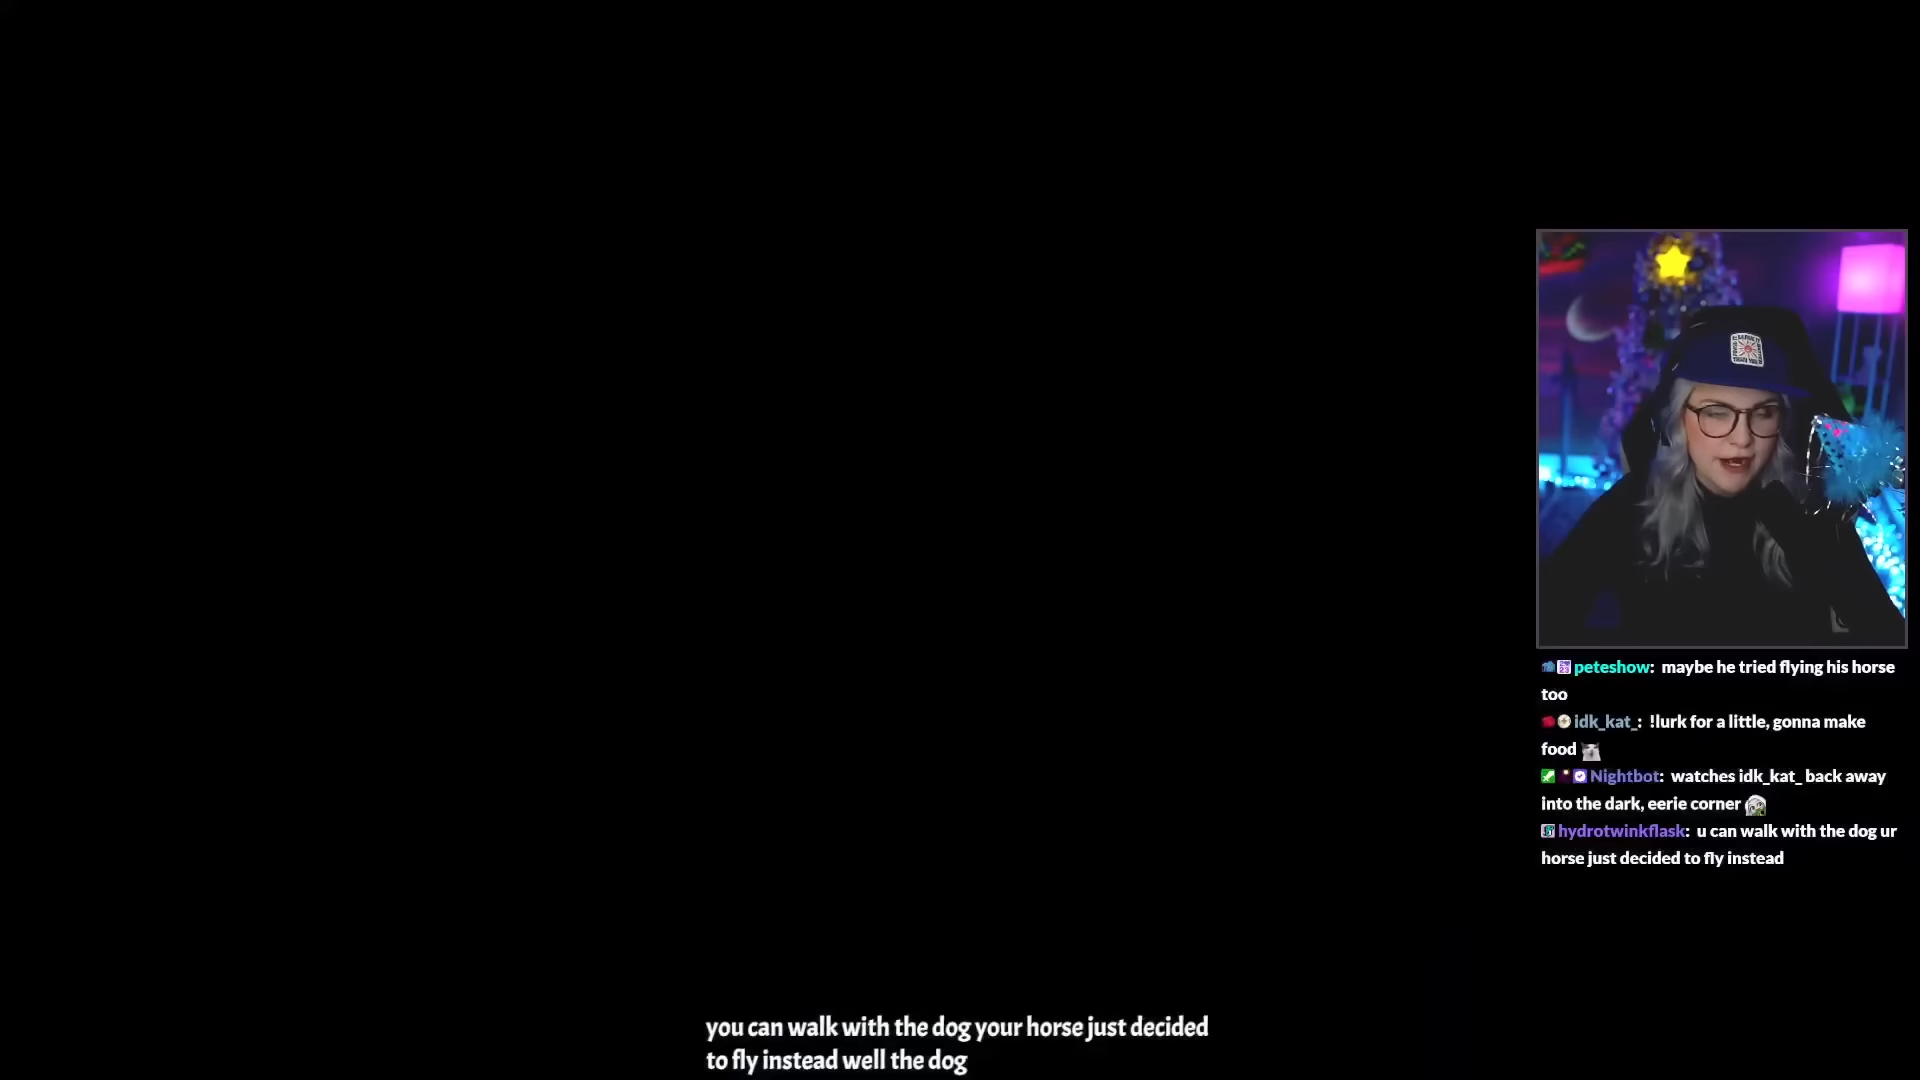 peteshow: maybe he tried flying his horse
too
idk_kat_: !lurk for a little, gonna make
food
Nightbot: watches idk_kat_ back away
into the dark, eerie corner
hydrotwinkflask: u can walk with the dog ur
horse just decided to fly instead
you can walk with the dog your horse just decided
to fly instead well the dog